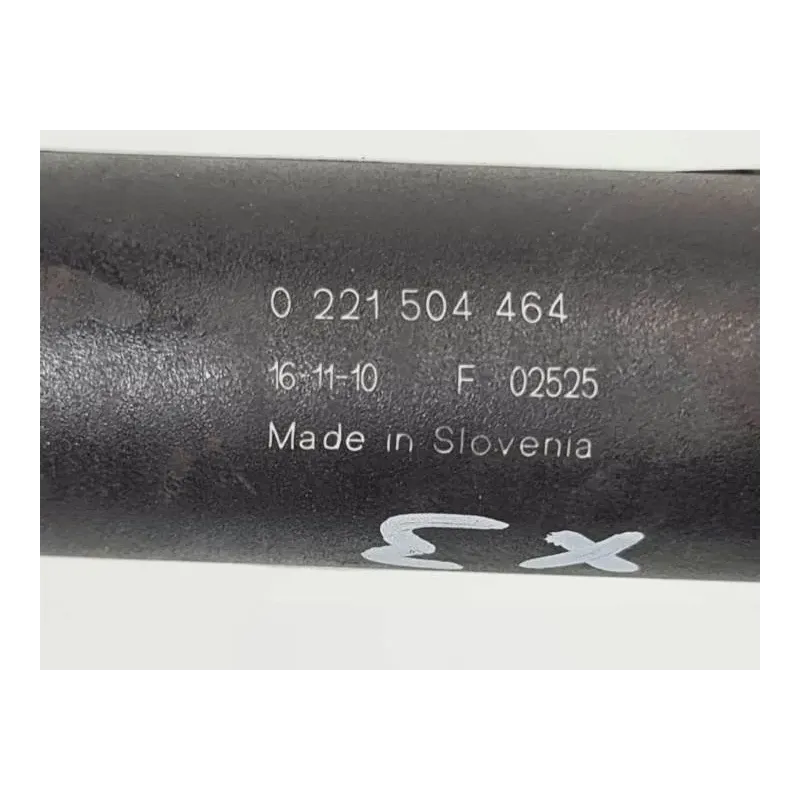 0 221 504 464
16-11-10 F 02525
Made in Slovenia
X3